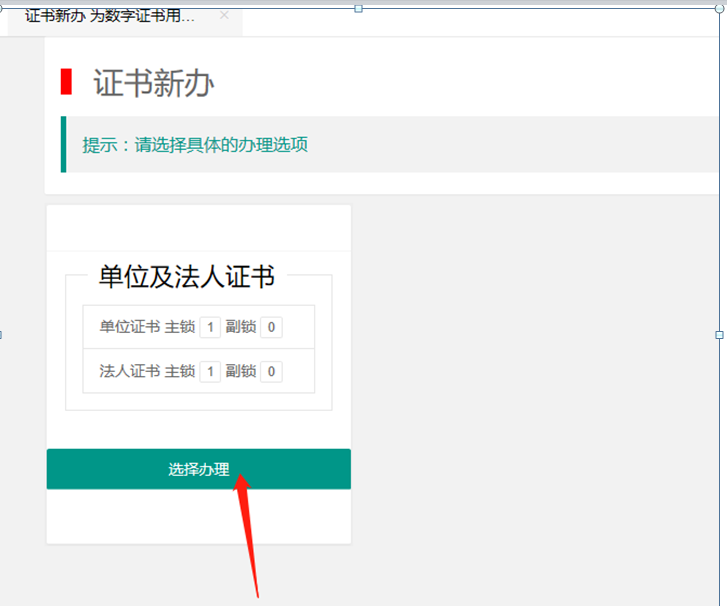 证书新办 为数字证书用... ×
证书新办
提示：请选择具体的办理选项
单位及法人证书
单位证书 主锁 1 副锁 0
法人证书 主锁 1 副锁 0
选择办理